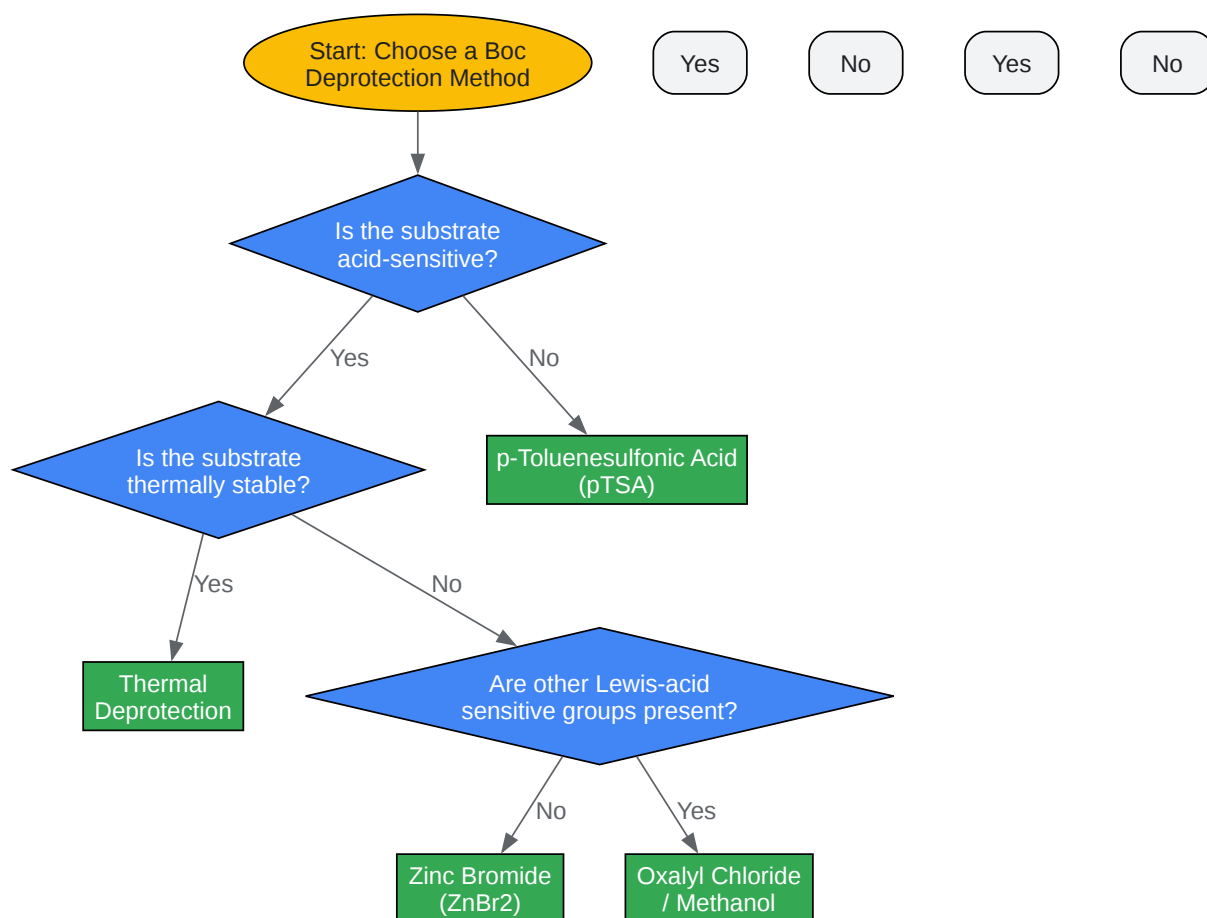 Start: Choose a Boc
Deprotection Method
Yes
No
Yes
No
Is the substrate
acid-sensitive?
Yes
No
Is the substrate
thermally stable?
p-Toluenesulfonic Acid
(pTSA)
Yes
No
Thermal
Deprotection
Are other Lewis-acid
sensitive groups present?
No
Yes
Zinc Bromide
(ZnBr2)
Oxalyl Chloride
/ Methanol